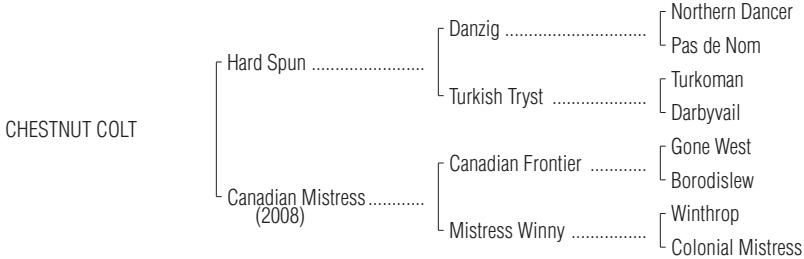 Northern Dancer
Danzig ..............................
Pas de Nom
Hard Spun ........................
Turkoman
Turkish Tryst ....................
Darbyvail
CHESTNUT COLT
Gone West
Canadian Frontier ............
Borodislew
Canadian Mistress ............
(2008)
Winthrop
Mistress Winny ................
Colonial Mistress